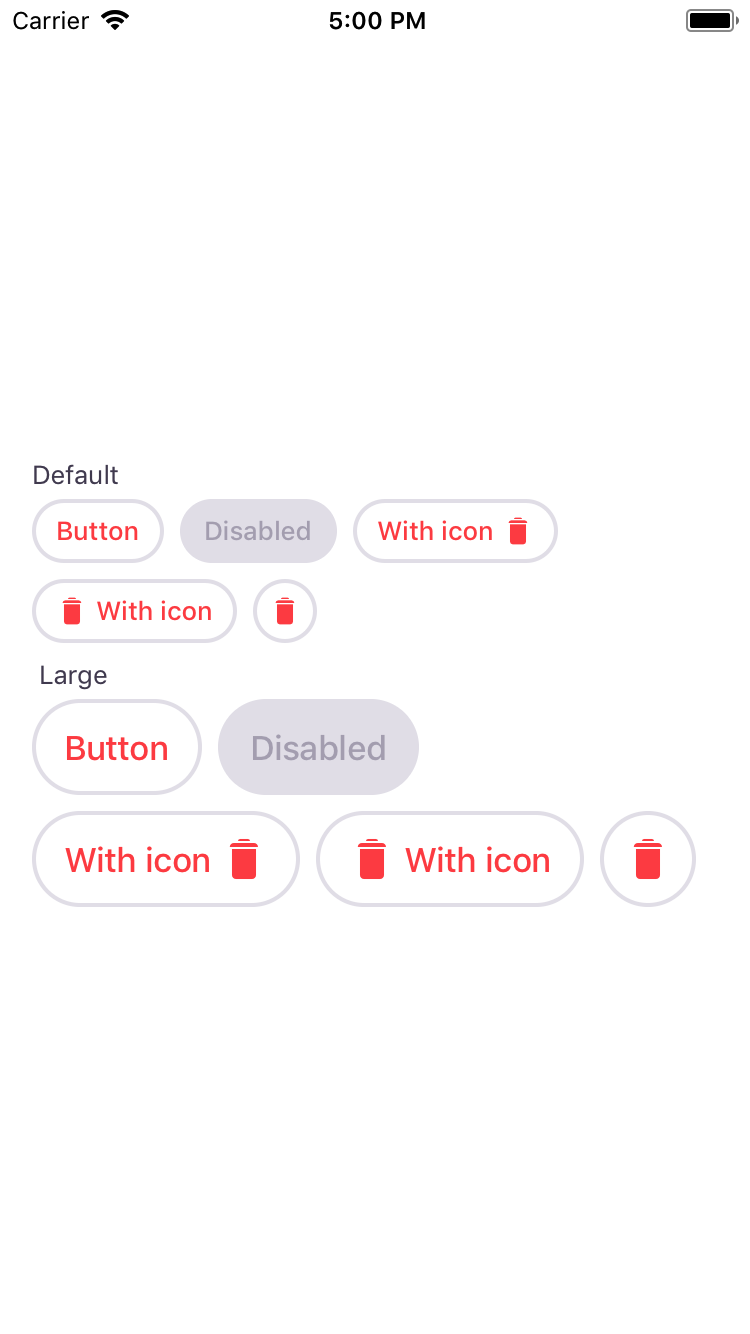 Carrier 5:00 PM
Default
Button Disabled With icon
With icon
Large
Button Disabled
With icon With icon